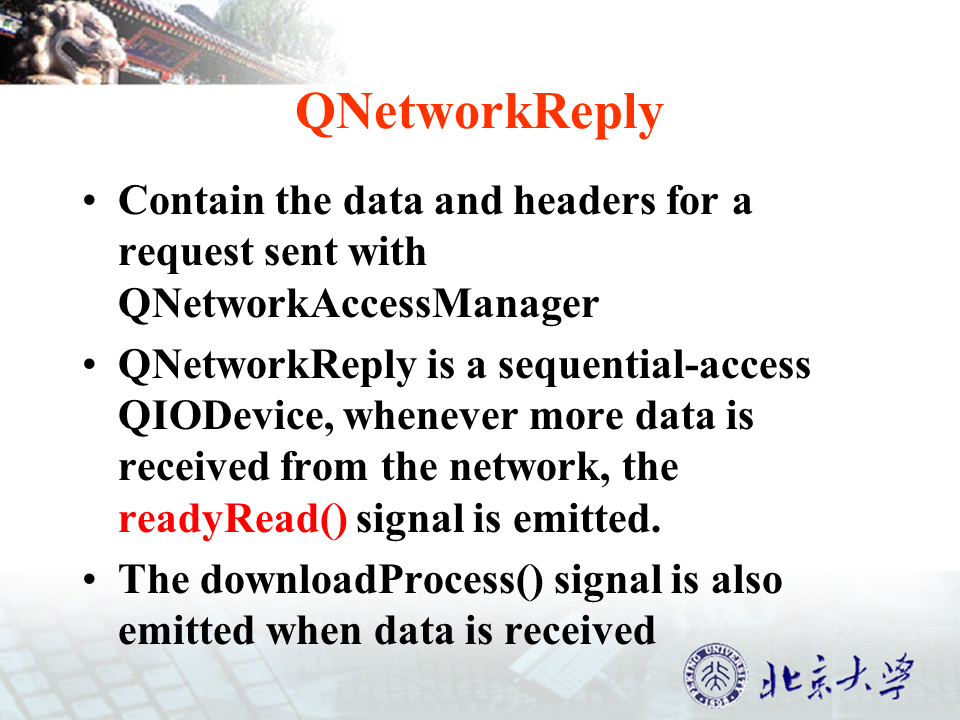 QNetworkReply
• Contain the data and headers for a
request sent with
QNetworkAccessManager
• QNetworkReply is a sequential-access
QIODevice, whenever more data is
received from the network, the
readyRead() signal is emitted.
• The downloadProcess() signal is also
emitted when data is received
PEKING UNIVERSITY
1898
北京大学